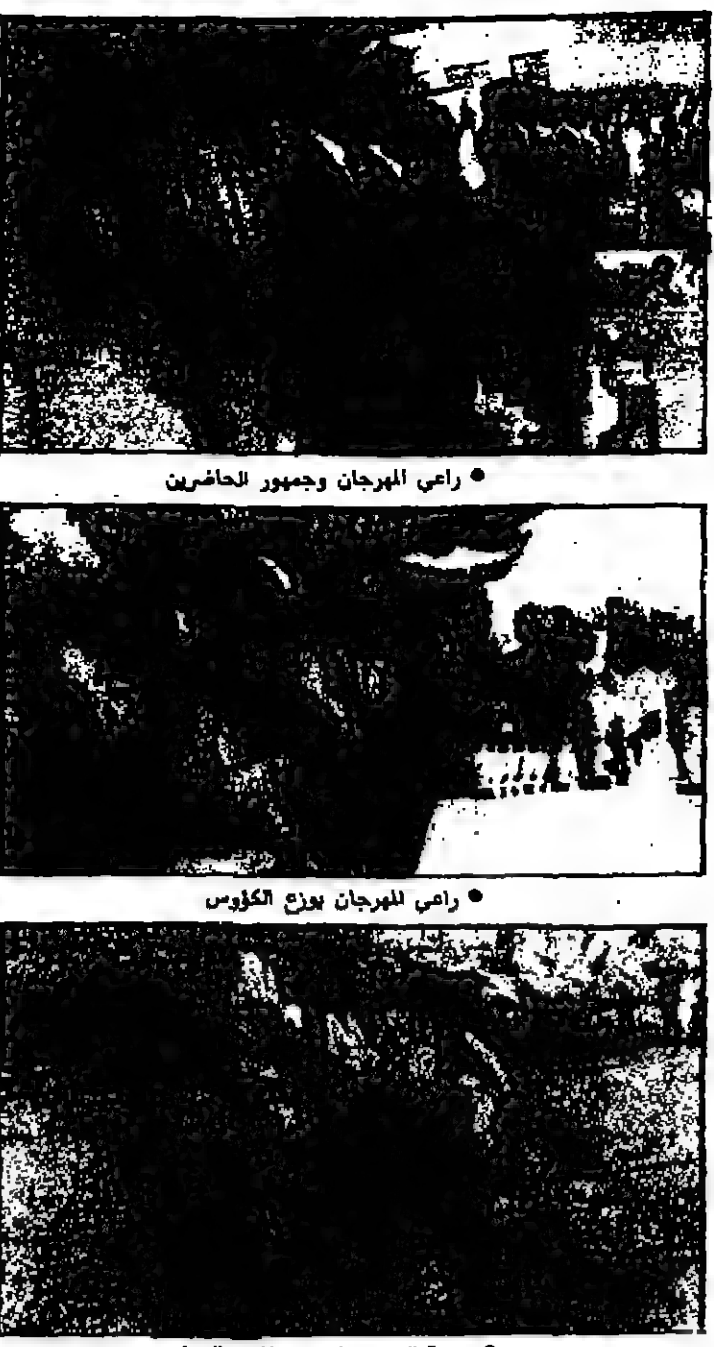 ● راعي المهرجان وجمهور الحاضرين
● راعي المهرجان يوزع الكؤوس